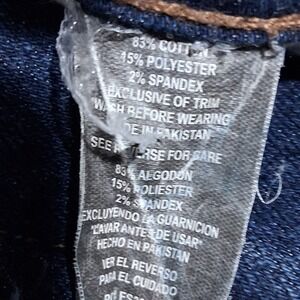 83% COTTON
15% POLYESTER
2% SPANDEX
EXCLUSIVE OF TRIM
WASH BEFORE WEARING
DE IN PAKISTAN
SEE REVERSE FOR CARE
83% ALGODON
15% POLIESTER
2% SPANDEX
EXCLUYENDO LA GUARNICION
"LAVAR ANTES DE USAR"
HECHO EN PAKISTAN
VER EL REVERSO
PARA EL CUIDADO